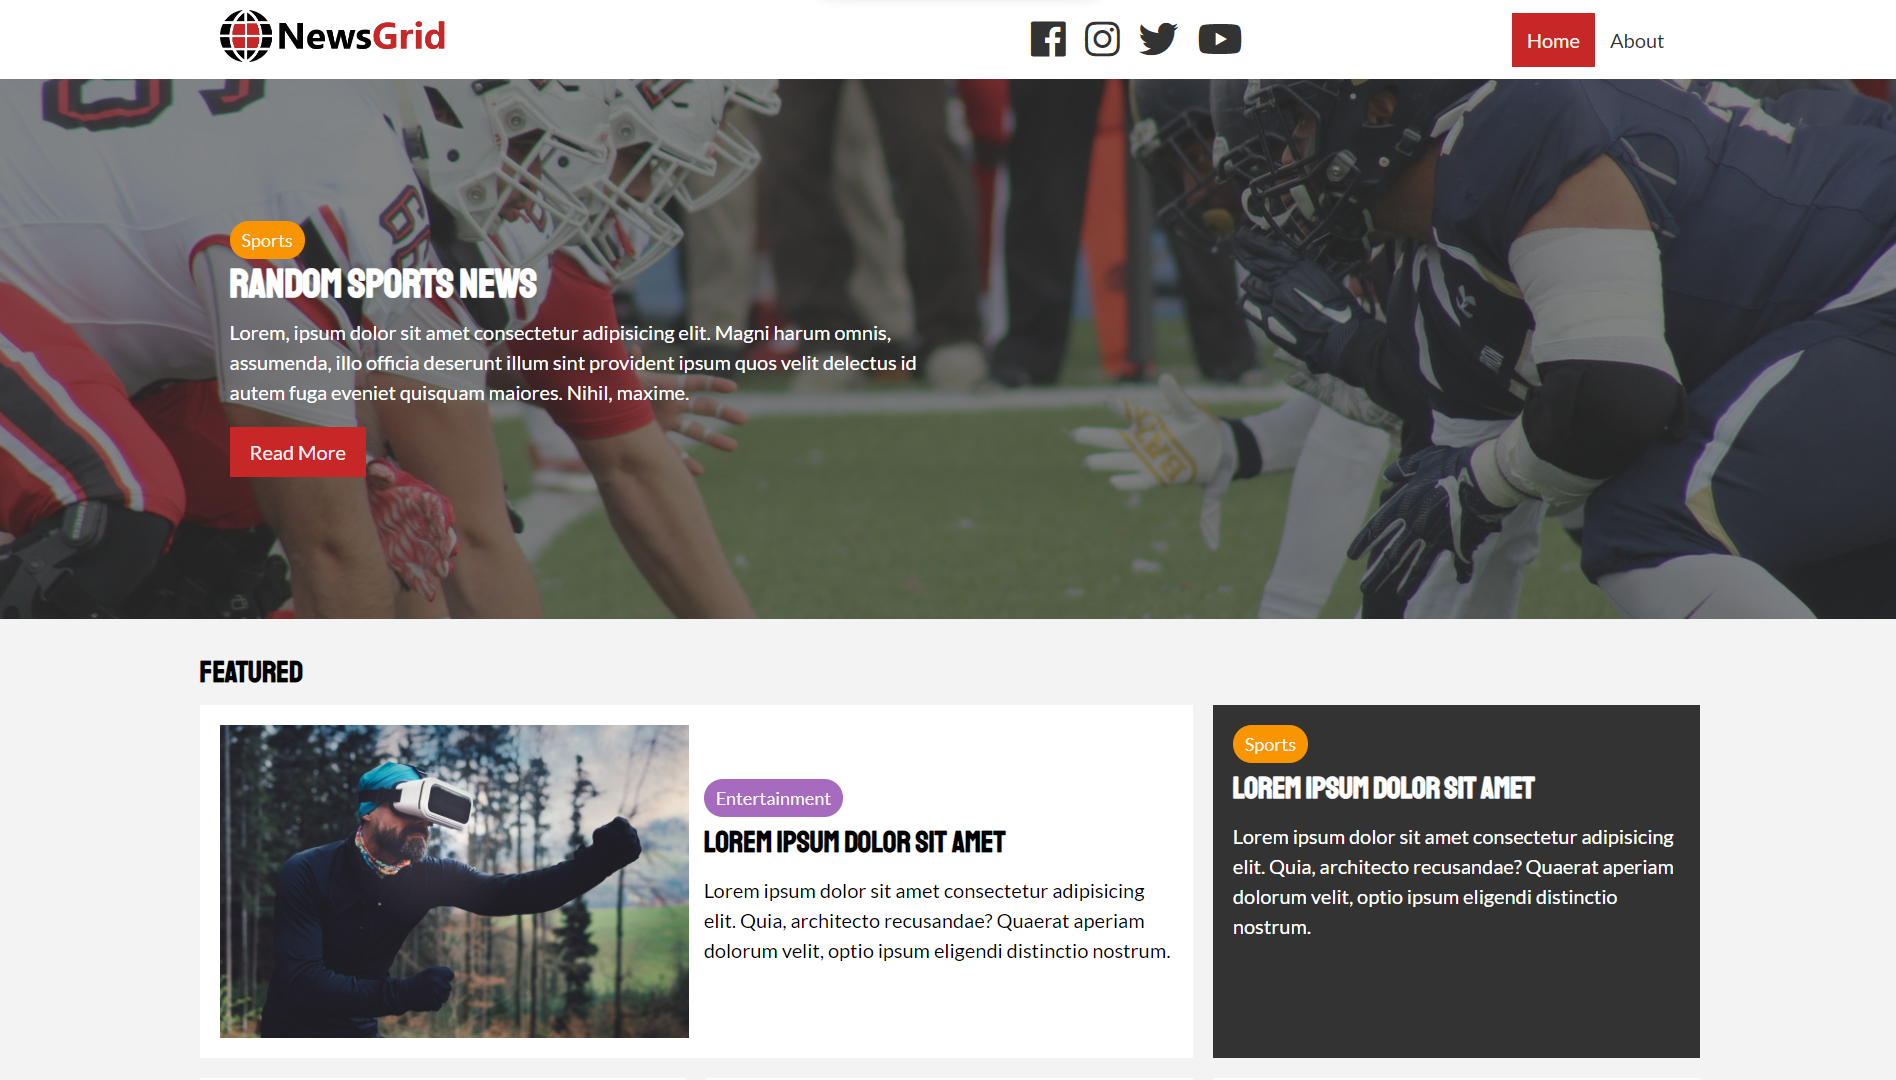 NewsGrid
Home
About
Sports
RANDOM SPORTS NEWS
Lorem, ipsum dolor sit amet consectetur adipisicing elit. Magni harum omnis,
assumenda, illo officia deserunt illum sint provident ipsum quos velit delectus id
autem fuga eveniet quisquam maiores. Nihil, maxime.
Read More
FEATURED
Entertainment
LOREM IPSUM DOLOR SIT AMET
Lorem ipsum dolor sit amet consectetur adipisicing
elit. Quia, architecto recusandae? Quaerat aperiam
dolorum velit, optio ipsum eligendi distinctio nostrum.
Sports
LOREM IPSUM DOLOR SIT AMET
Lorem ipsum dolor sit amet consectetur adipisicing
elit. Quia, architecto recusandae? Quaerat aperiam
dolorum velit, optio ipsum eligendi distinctio
nostrum.